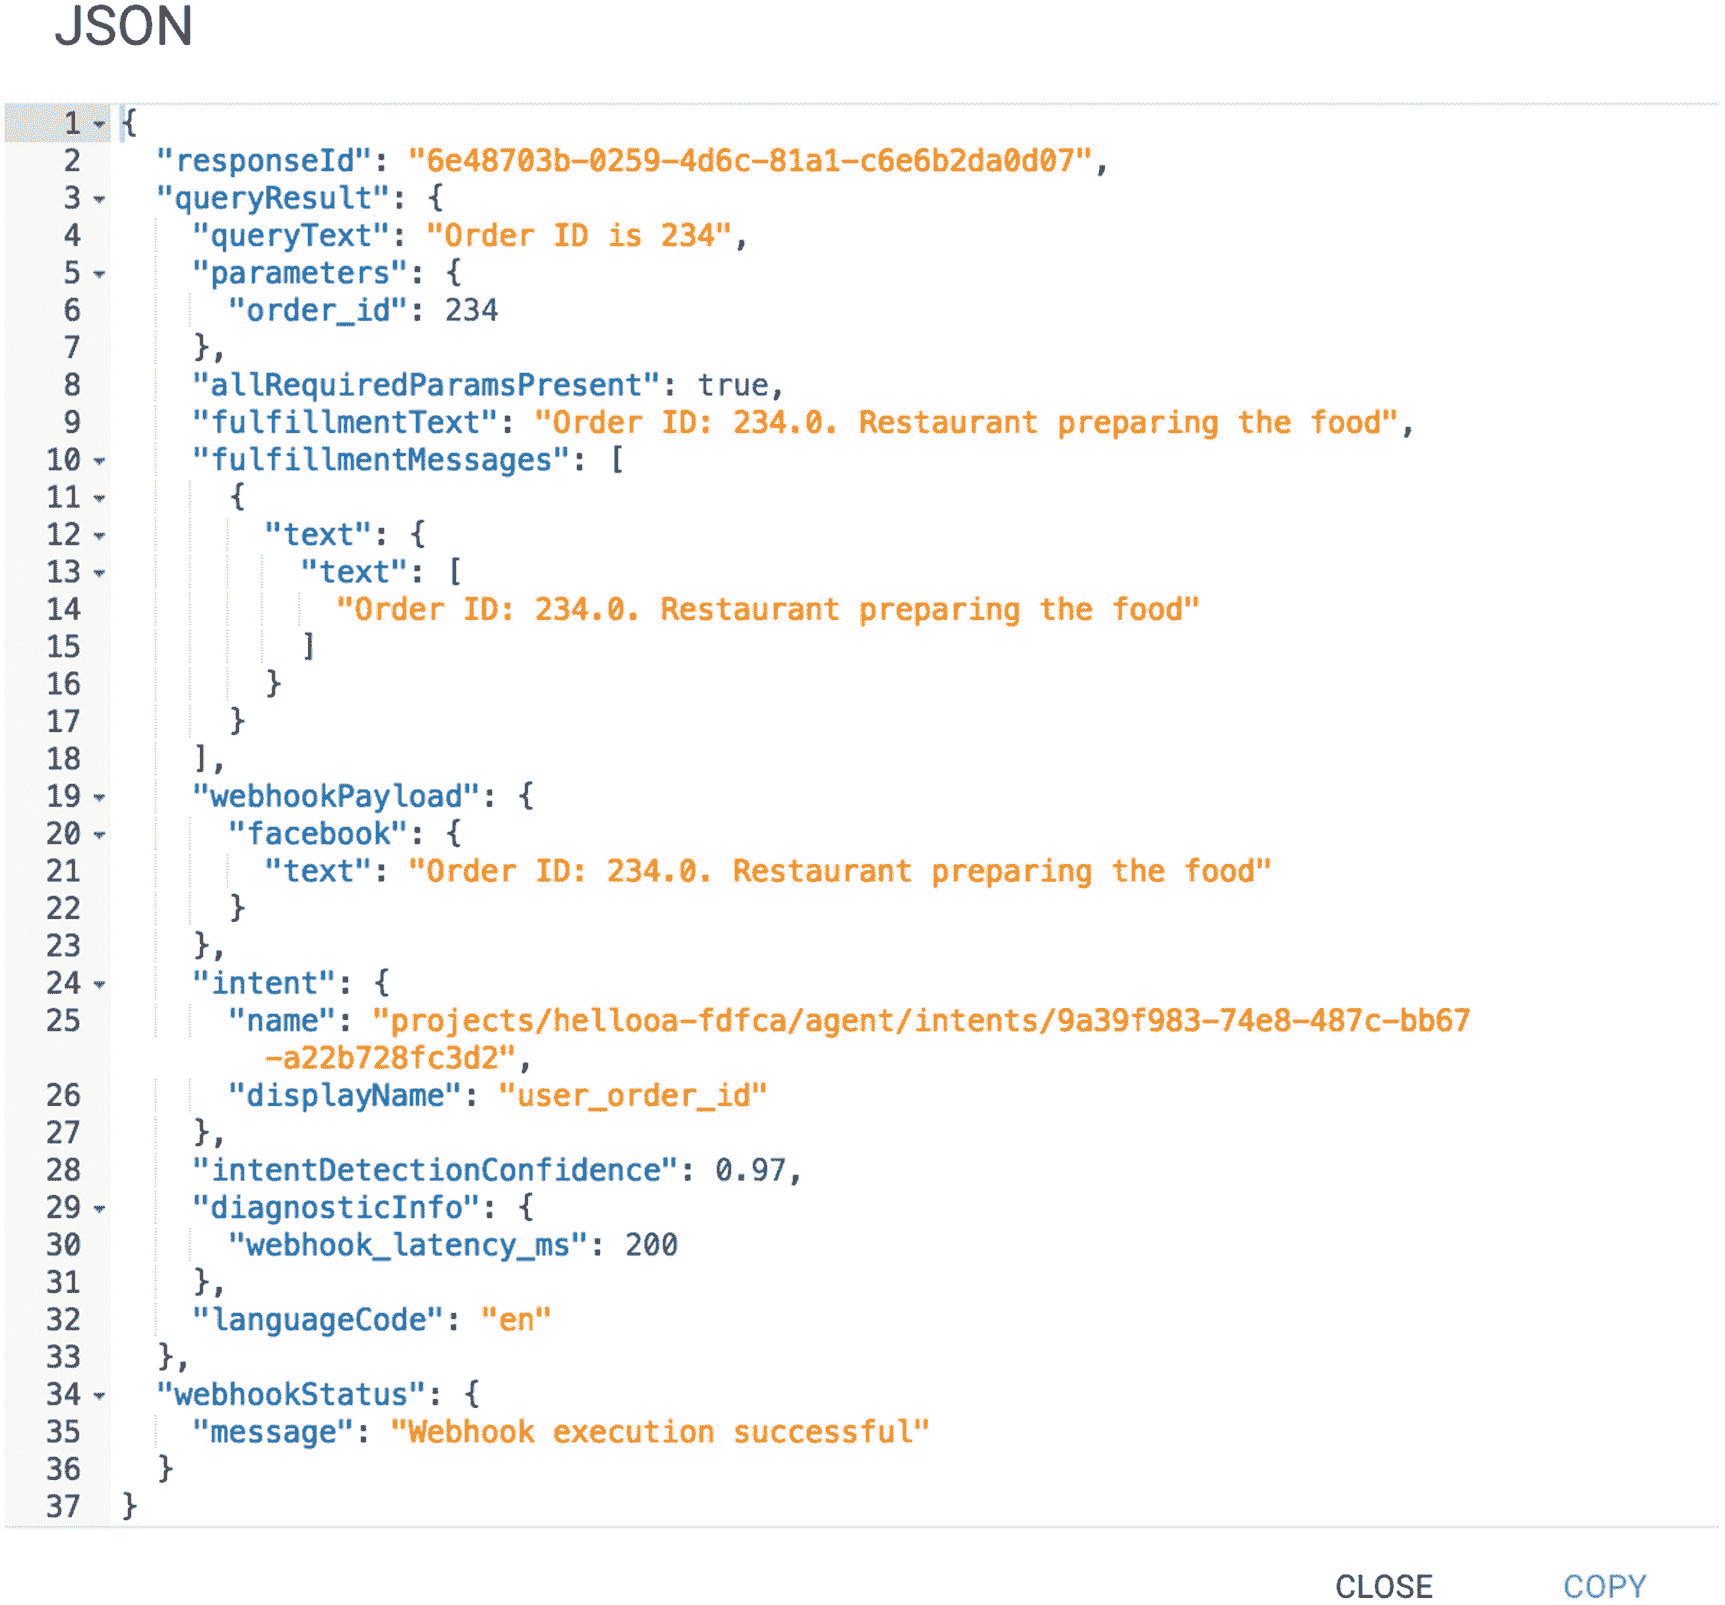 JSON
1 {
2 "responseId": "6e48703b-0259-4d6c-81a1-c6e6b2da0d07",
3 "queryResult": {
4 "queryText": "Order ID is 234",
5 "parameters": {
6 "order_id": 234
7 },
8 "allRequiredParamsPresent": true,
9 "fulfillmentText": "Order ID: 234.0. Restaurant preparing the food",
10 "fulfillmentMessages": [
11 {
12 "text": {
13 "text": [
14 "Order ID: 234.0. Restaurant preparing the food"
15 ]
16 }
17 }
18 ],
19 "webhookPayload": {
20 "facebook": {
21 "text": "Order ID: 234.0. Restaurant preparing the food"
22 }
23 },
24 "intent": {
25 "name": "projects/hellooa-fdfca/agent/intents/9a39f983-74e8-487c-bb67
-a22b728fc3d2",
26 "displayName": "user_order_id"
27 },
28 "intentDetectionConfidence": 0.97,
29 "diagnosticInfo": {
30 "webhook_latency_ms": 200
31 },
32 "languageCode": "en"
33 },
34 "webhookStatus": {
35 "message": "Webhook execution successful"
36 }
37 }
CLOSE COPY